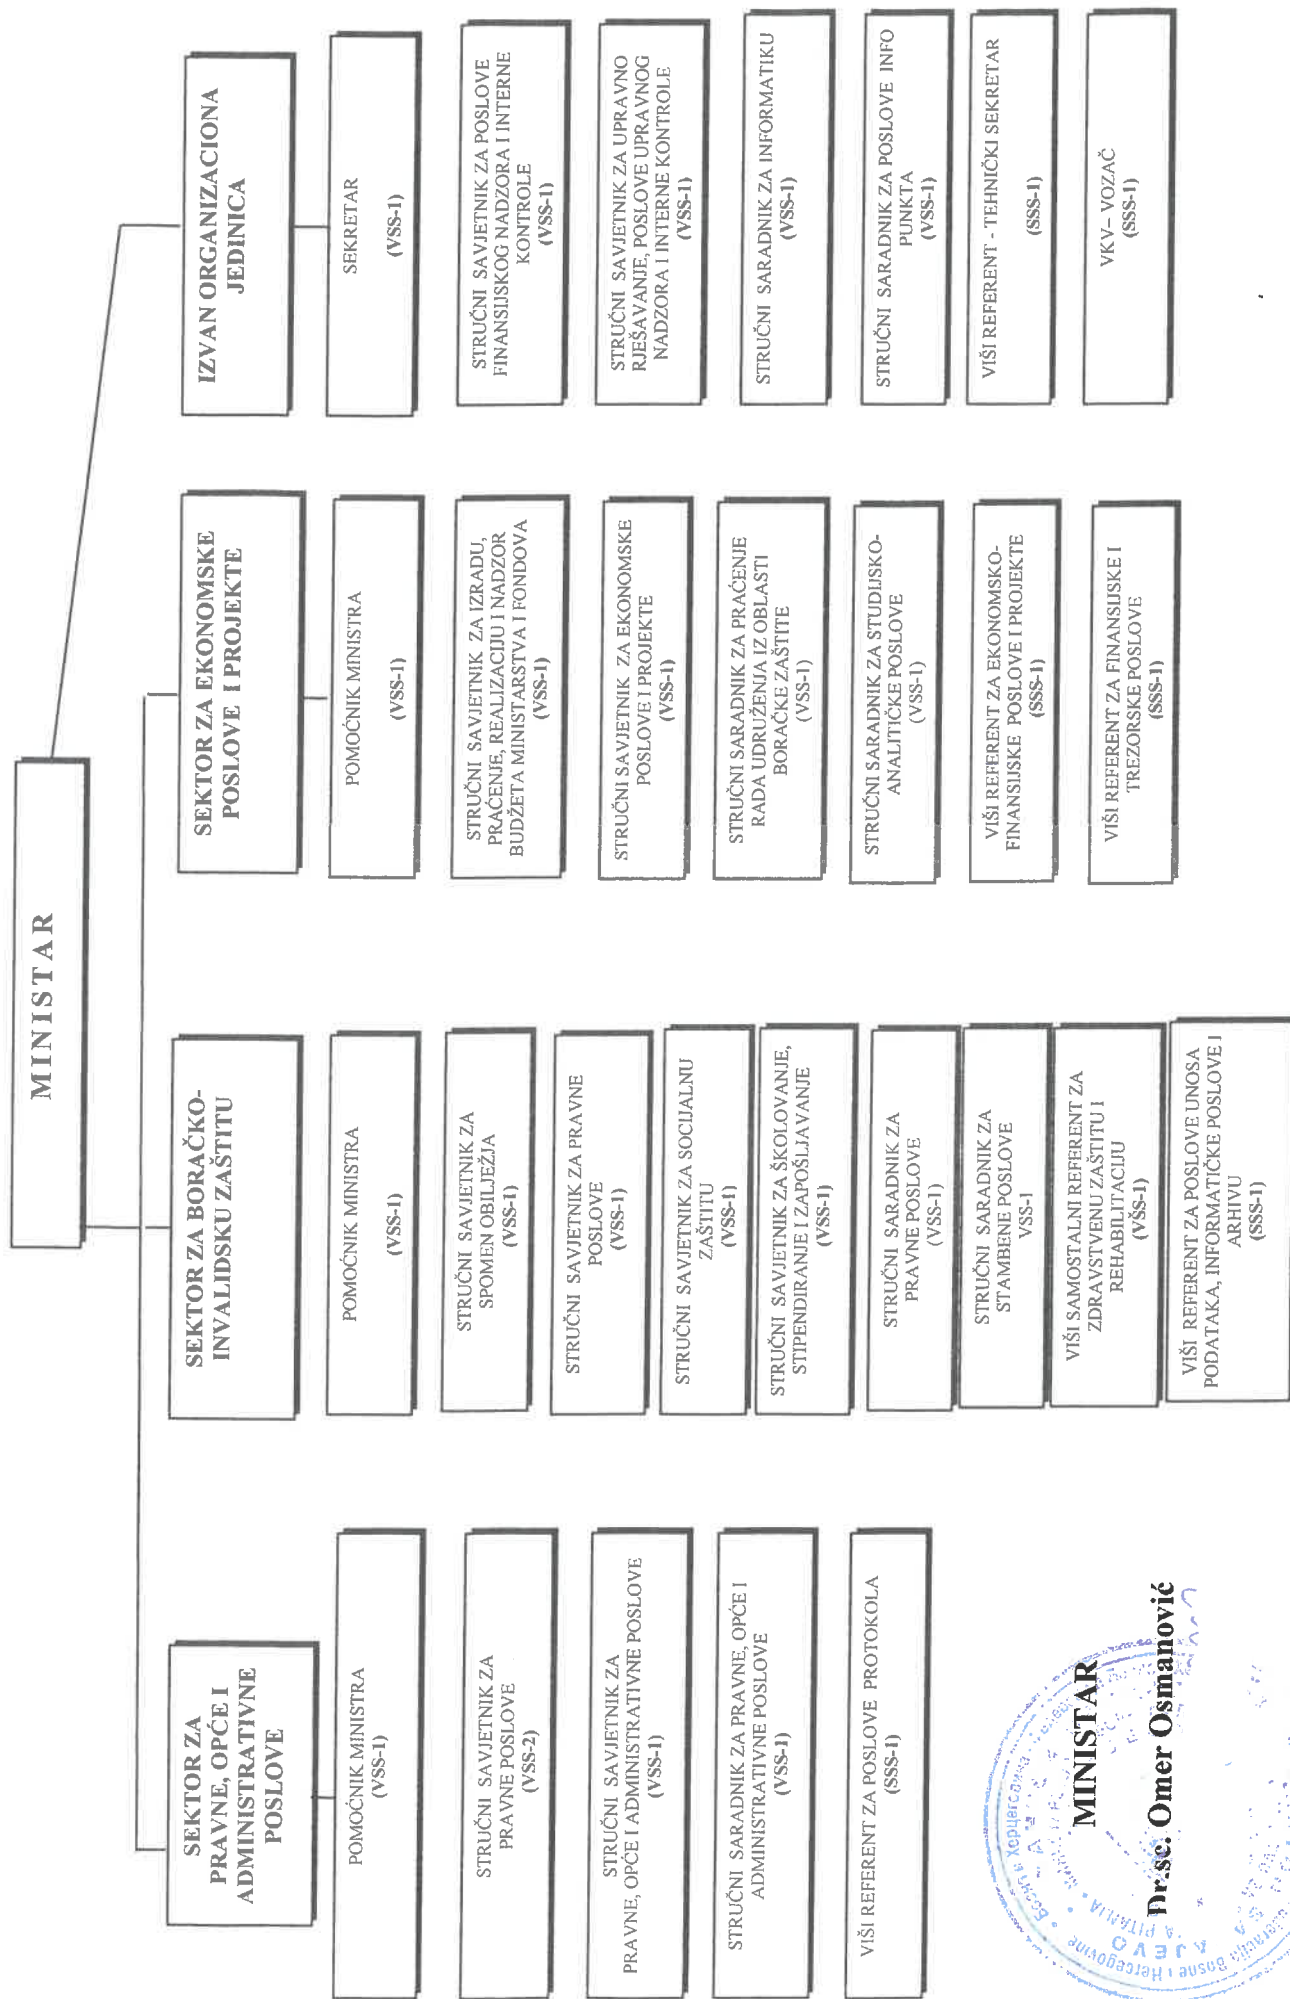 MINISTAR
SEKTOR ZA
PRAVNE, OPĆE I
ADMINISTRATIVNE
POSLOVE
POMOĆNIK MINISTRA
(VSS-1)
STRUČNI SAVJETNIK ZA
PRAVNE POSLOVE
(VSS-2)
STRUČNI SAVJETNIK ZA
PRAVNE, OPĆE I ADMINISTRATIVNE POSLOVE
(VSS-1)
STRUČNI SARADNIK ZA PRAVNE, OPĆE I
ADMINISTRATIVNE POSLOVE
(VSS-1)
VIŠI REFERENT ZA POSLOVE PROTOKOLA
(SSS-1)
SEKTOR ZA BORAČKO-
INVALIDSKU ZAŠTITU
POMOĆNIK MINISTRA
(VSS-1)
STRUČNI SAVJETNIK ZA
SPOMEN OBILJEŽJA
(VSS-1)
STRUČNI SAVJETNIK ZA PRAVNE
POSLOVE
(VSS-1)
STRUČNI SAVJETNIK ZA SOCIJALNU
ZAŠTITU
(VSS-1)
STRUČNI SAVJETNIK ZA ŠKOLOVANJE,
STIPENDIRANJE I ZAPOŠLJAVANJE
(VSS-1)
STRUČNI SARADNIK ZA
PRAVNE POSLOVE
(VSS-1)
STRUČNI SARADNIK ZA
STAMBENE POSLOVE
VSS-1
VIŠI SAMOSTALNI REFERENT ZA
ZDRAVSTVENU ZAŠTITU I
REHABILITACIJU
(VŠS-1)
VIŠI REFERENT ZA POSLOVE UNOSA
PODATAKA, INFORMATIČKE POSLOVE I
ARHIVU
(SSS-1)
SEKTOR ZA EKONOMSKE
POSLOVE I PROJEKTE
POMOĆNIK MINISTRA
(VSS-1)
STRUČNI SAVJETNIK ZA IZRADU,
PRAĆENJE, REALIZACIJU I NADZOR
BUDŽETA MINISTARSTVA I FONDOVA
(VSS-1)
STRUČNI SAVJETNIK ZA EKONOMSKE
POSLOVE I PROJEKTE
(VSS-1)
STRUČNI SARADNIK ZA PRAĆENJE
RADA UDRUŽENJA IZ OBLASTI
BORAČKE ZAŠTITE
(VSS-1)
STRUČNI SARADNIK ZA STUDIJSKO-
ANALITIČKE POSLOVE
(VSS-1)
VIŠI REFERENT ZA EKONOMSKO-
FINANSIJSKE POSLOVE I PROJEKTE
(SSS-1)
VIŠI REFERENT ZA FINANSIJSKE I
TREZORSKE POSLOVE
(SSS-1)
IZVAN ORGANIZACIONA
JEDINICA
SEKRETAR
(VSS-1)
STRUČNI SAVJETNIK ZA POSLOVE
FINANSIJSKOG NADZORA I INTERNE
KONTROLE
(VSS-1)
STRUČNI SAVJETNIK ZA UPRAVNO
RJEŠAVANJE, POSLOVE UPRAVNOG
NADZORA I INTERNE KONTROLE
(VSS-1)
STRUČNI SARADNIK ZA INFORMATIKU
(VSS-1)
STRUČNI SARADNIK ZA POSLOVE INFO
PUNKTA
(VSS-1)
VIŠI REFERENT - TEHNIČKI SEKRETAR
(SSS-1)
VKV– VOZAČ
(SSS-1)
MINISTAR
Dr.sc. Omer Osmanović